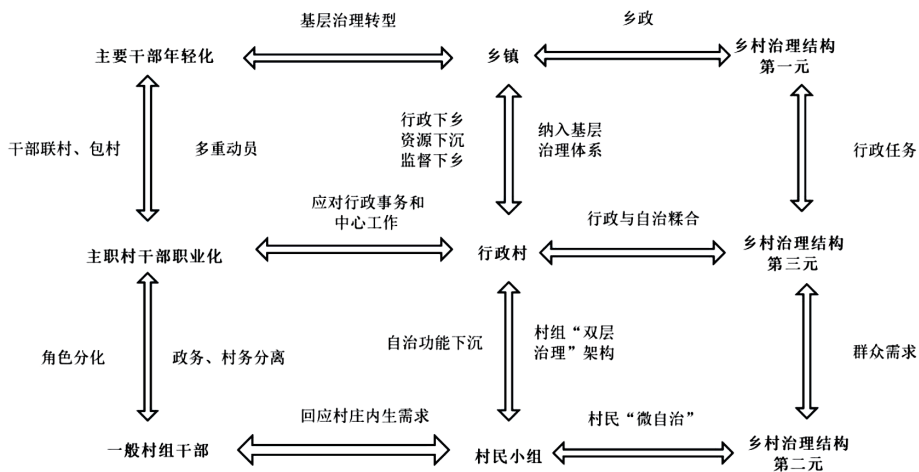 基层治理转型
乡政
主要干部年轻化
乡镇
乡村治理结构
第一元
干部联村、包村
多重动员
行政下乡
资源下沉
监督下乡
纳入基层
治理体系
行政任务
应对行政事务和
中心工作
行政与自治糅合
主职村干部职业化
行政村
乡村治理结构
第三元
角色分化
政务、村务分离
自治功能下沉
村组“双层
治理”架构
群众需求
回应村庄内生需求
村民“微自治”
一般村组干部
村民小组
乡村治理结构
第二元